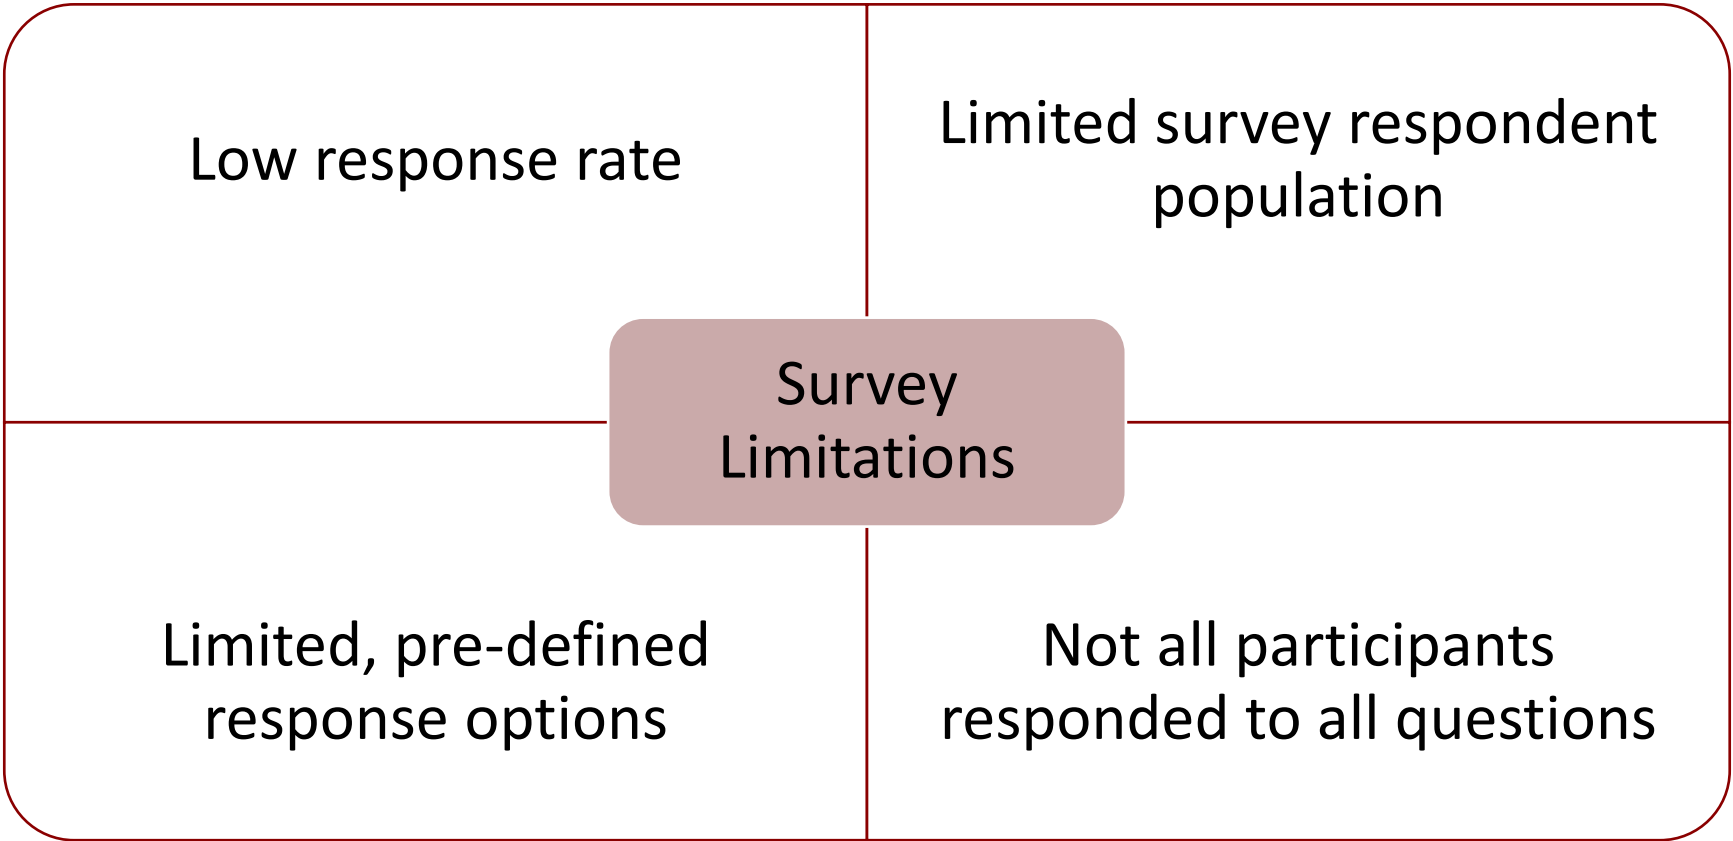 Low response rate
Limited survey respondent
population
Survey
Limitations
Limited, pre-defined
response options
Not all participants
responded to all questions